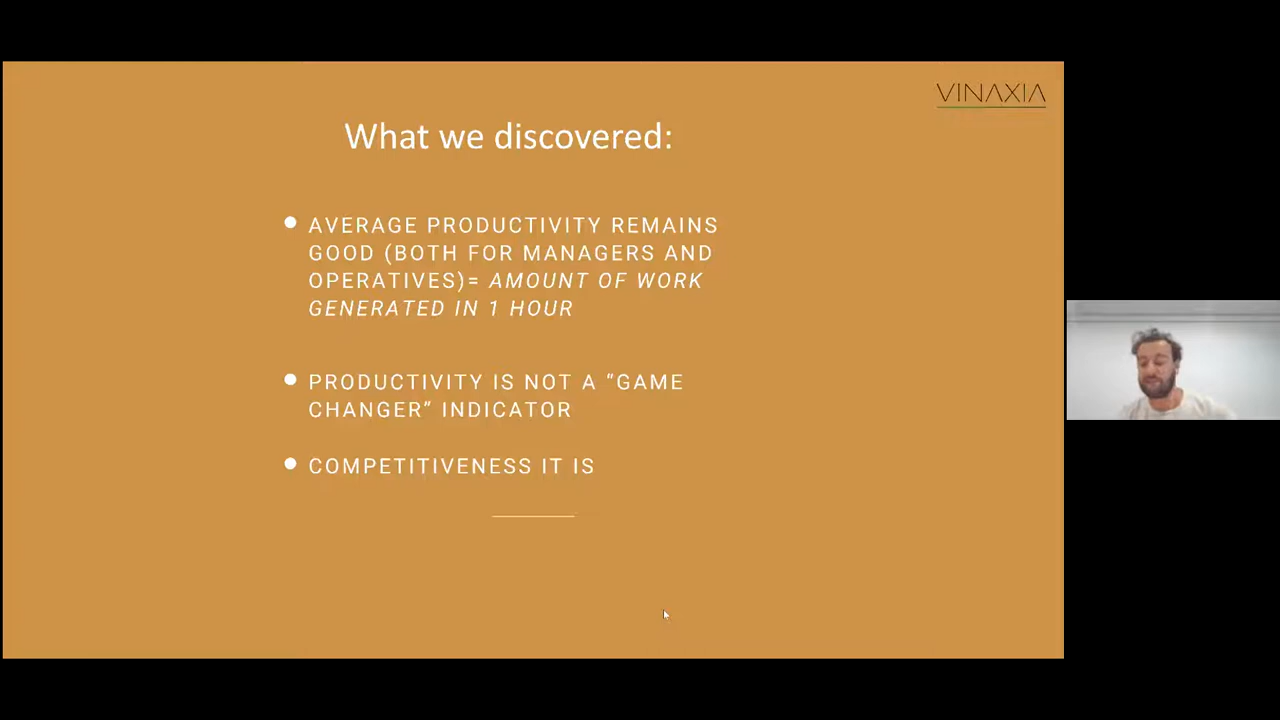 VINAXIA
What we discovered:
AVERAGE PRODUCTIVITY REMAINS
GOOD (BOTH FOR MANAGERS AND
OPERATIVES)= AMOUNT OF WORK
GENERATED IN 1 HOUR
PRODUCTIVITY IS NOT A “GAME
CHANGER” INDICATOR
COMPETITIVENESS IT IS